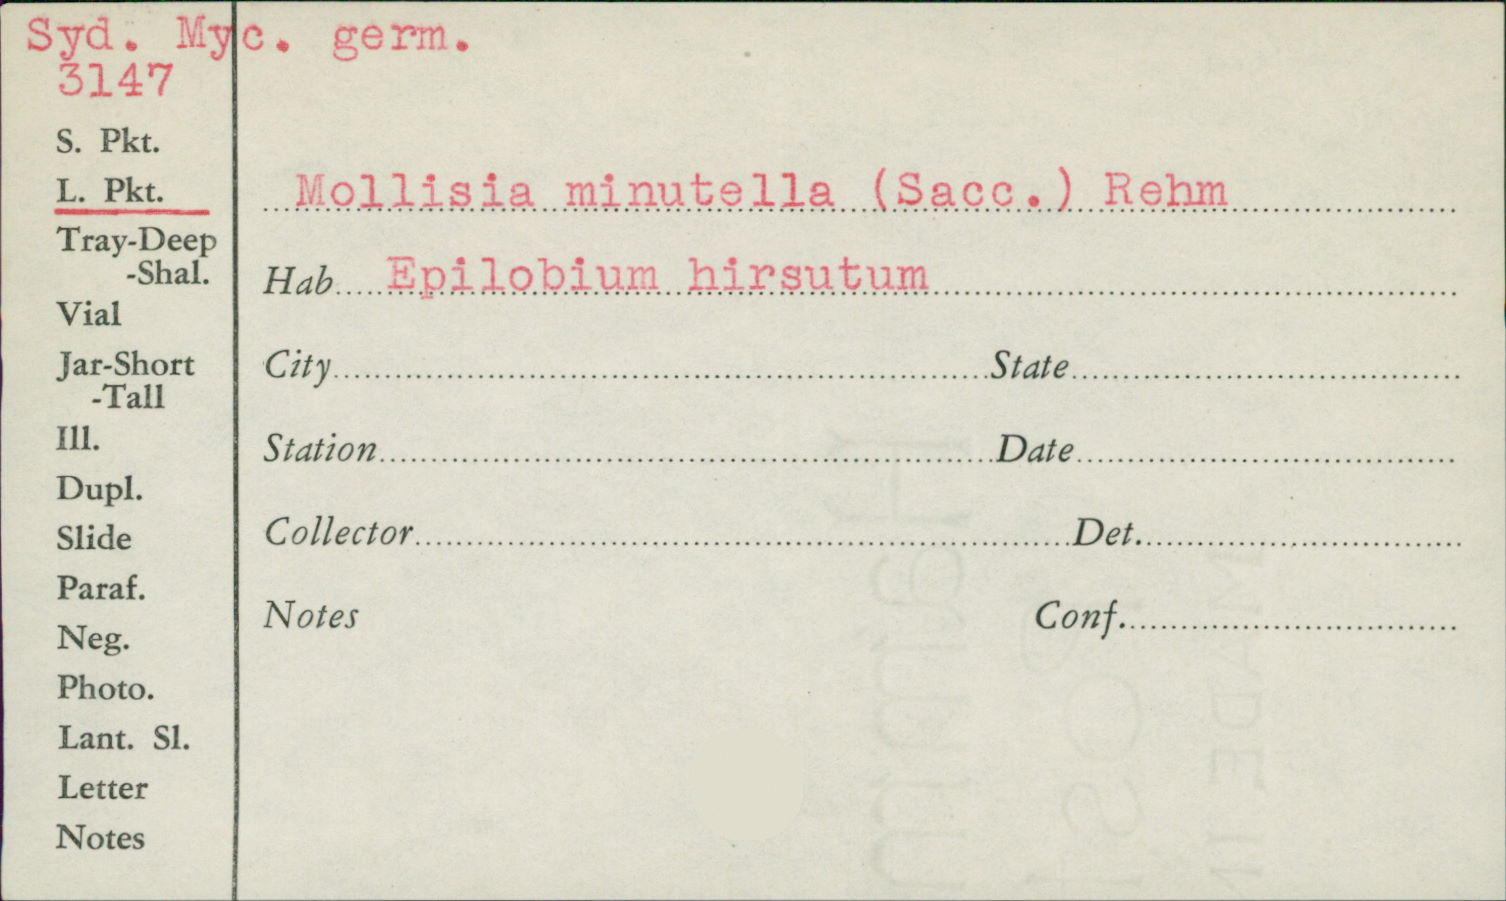 Syd. Myc. germ.
3147
S. Pkt.
L. Pkt.
Tray-Deep
-Shal.
Vial
Jar-Short
-Tall
Ill.
Dupl.
Slide
Paraf.
Neg.
Photo.
Lant. Sl.
Letter
Notes
Mollisia minutella (Sacc.) Rehm
Hab Epilobium hirsutum
City State
Station Date
Collector Det.
Notes Conf.